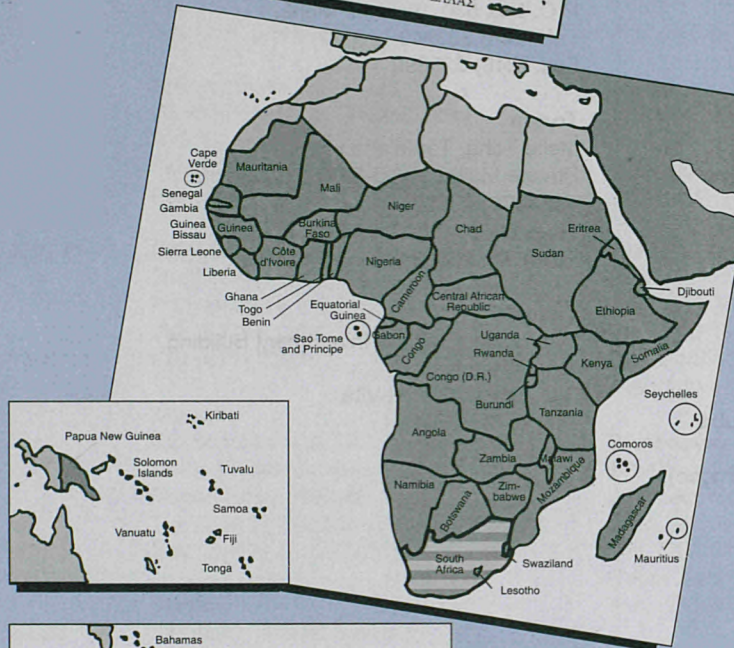 Cape
Verde
Mauritania
Mali
Niger
Chad
Sudan
Eritrea
Djibouti
Senegal
Gambia
Guinea
Bissau
Guinea
Burkina
Faso
Sierra Leone
Côte
d'Ivoire
Liberia
Nigeria
Cameroon
Central African
Republic
Ethiopia
Ghana
Togo
Benin
Equatorial
Guinea
Sao Tome
and Principe
Gabon
Congo
Congo (D.R.)
Uganda
Rwanda
Burundi
Kenya
Somalia
Tanzania
Seychelles
Comoros
Angola
Zambia
Malawi
Mozambique
Namibia
Botswana
Zim-
babwe
Madagascar
Mauritius
South
Africa
Swaziland
Lesotho
Kiribati
Papua New Guinea
Solomon
Islands
Tuvalu
Samoa
Vanuatu
Fiji
Tonga
Bahamas